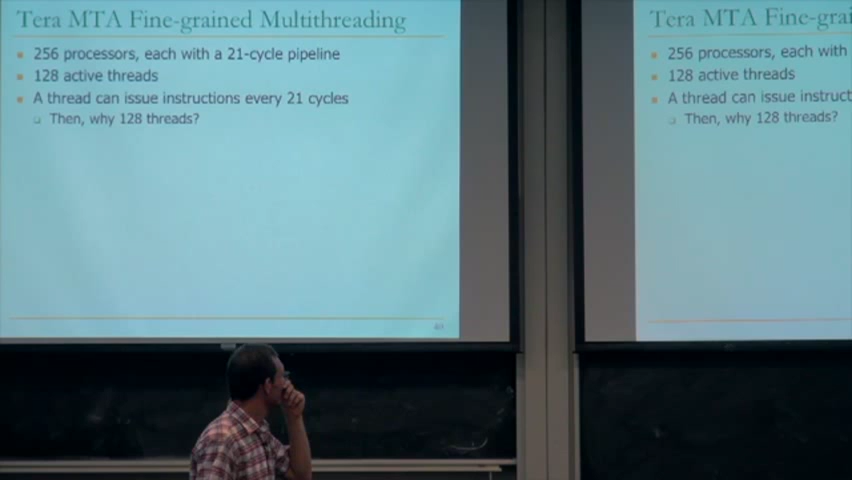 Tera MTA Fine-grained Multithreading
256 processors, each with a 21-cycle pipeline
128 active threads
A thread can issue instructions every 21 cycles
Then, why 128 threads?
Tera MTA Fine-grai
256 processors, each with
128 active threads
A thread can issue instruct
Then, why 128 threads?